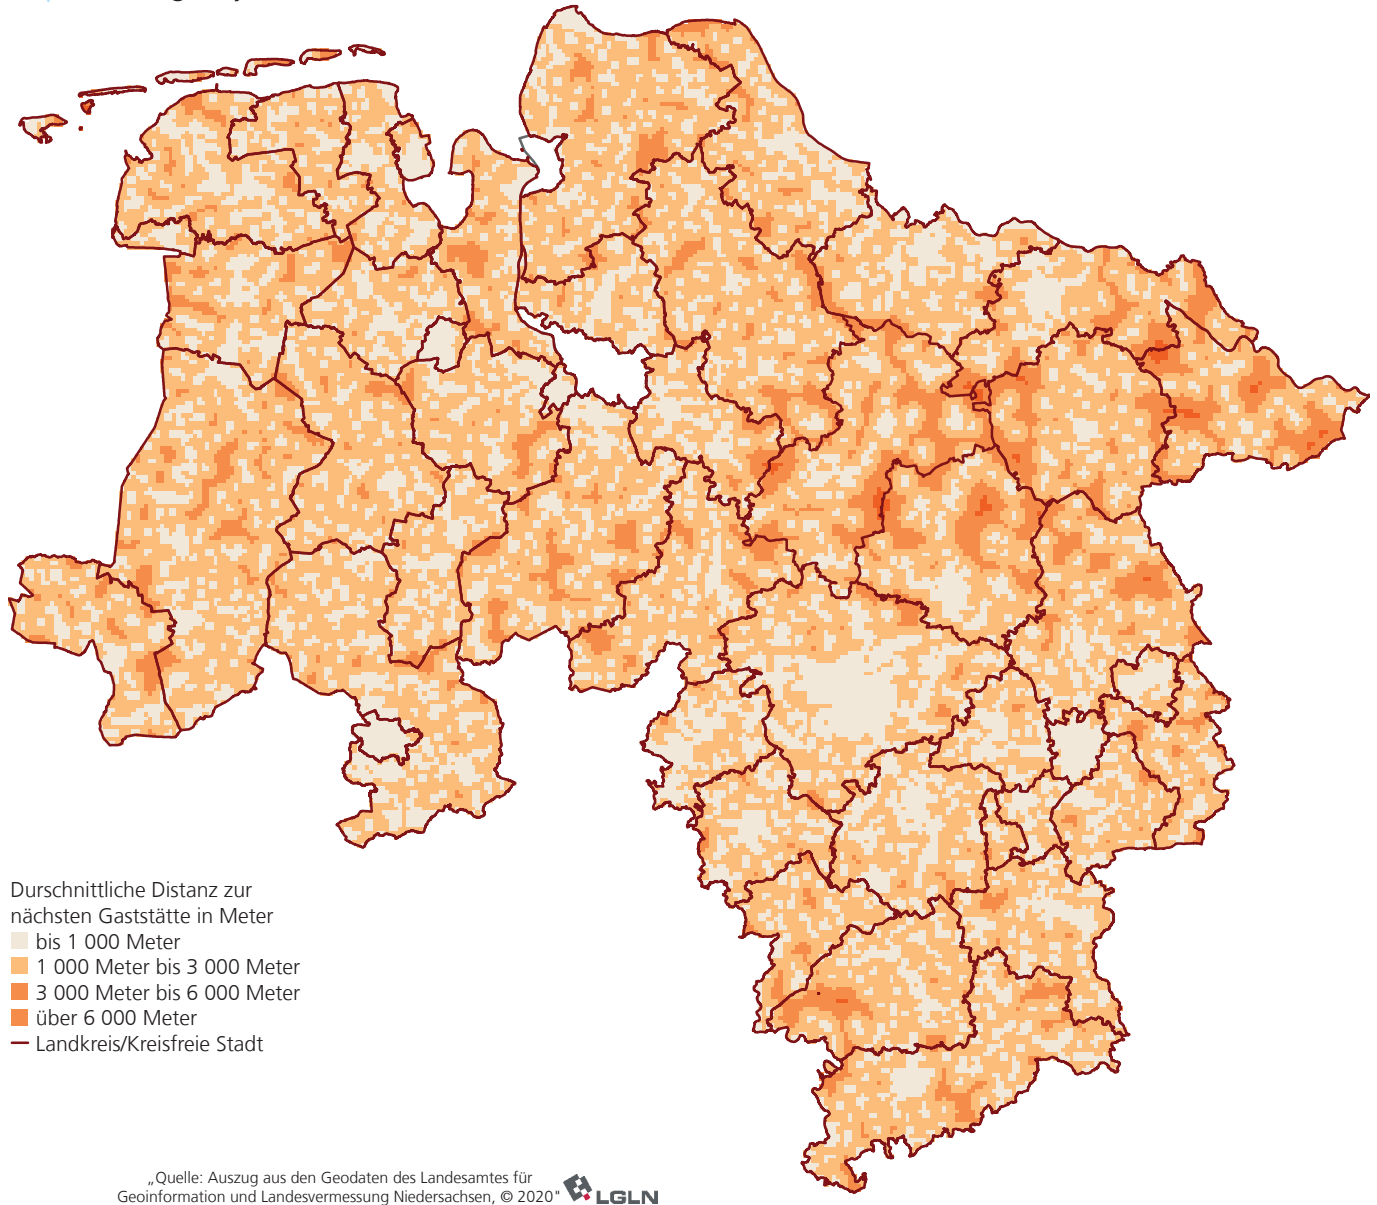 Durschnittliche Distanz zur
nächsten Gaststätte in Meter
bis 1 000 Meter
1 000 Meter bis 3 000 Meter
3 000 Meter bis 6 000 Meter
über 6 000 Meter
Landkreis/Kreisfreie Stadt
„Quelle: Auszug aus den Geodaten des Landesamtes für
Geoinformation und Landesvermessung Niedersachsen, © 2020"
LGLN